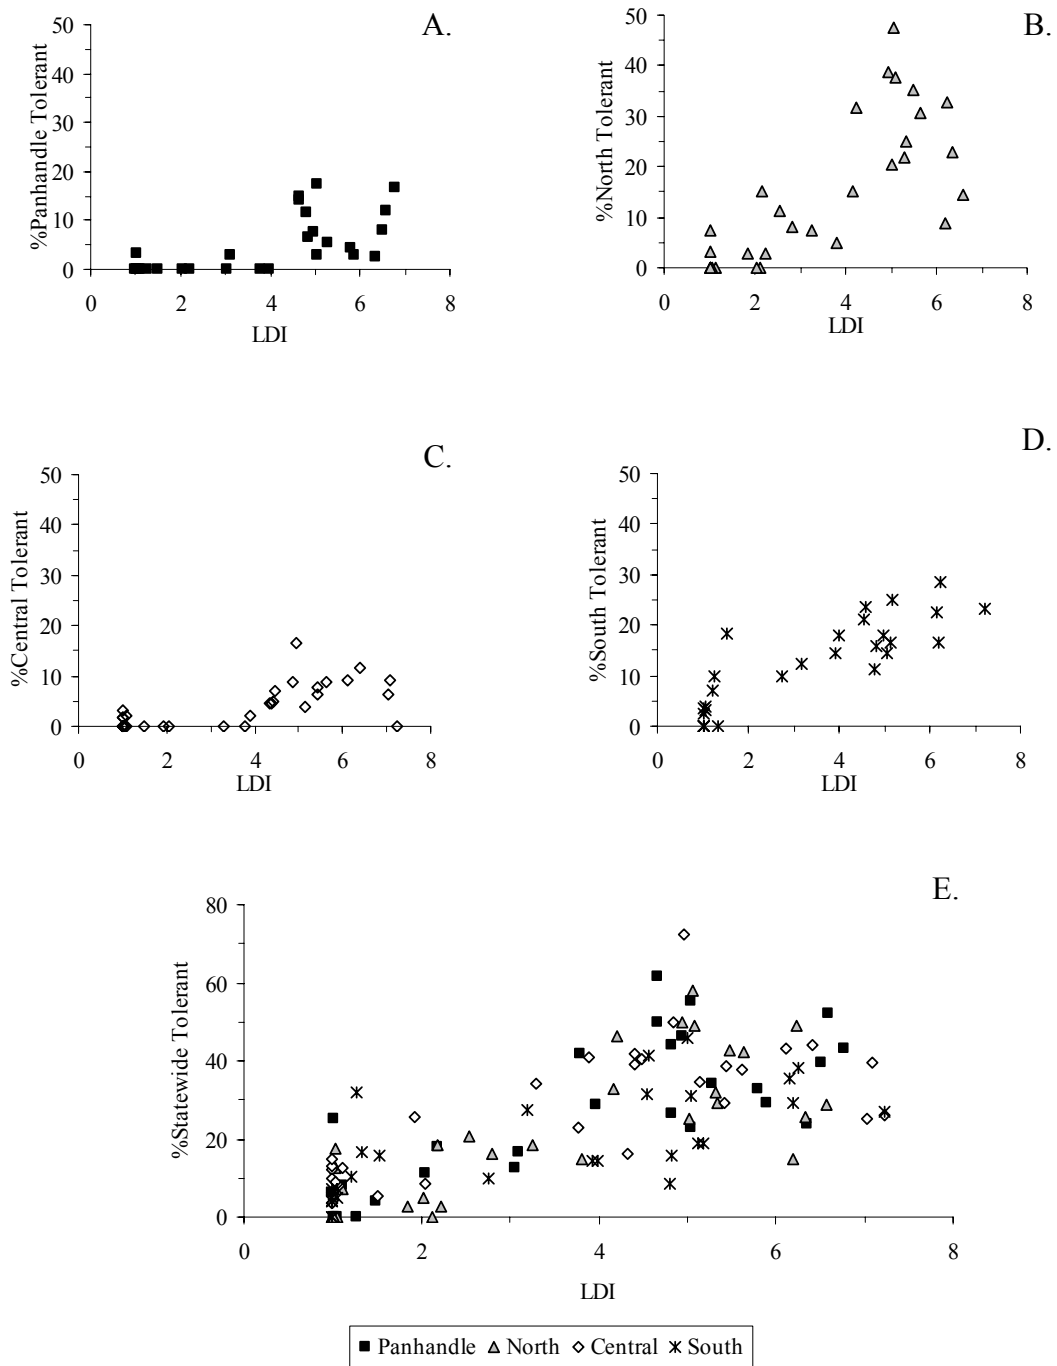 A.
50
40
30
20
10
0
%Panhandle Tolerant
0 2 4 6 8
LDI
B.
50
40
30
20
10
0
%North Tolerant
0 2 4 6 8
LDI
C.
50
40
30
20
10
0
%Central Tolerant
0 2 4 6 8
LDI
D.
50
40
30
20
10
0
%South Tolerant
0 2 4 6 8
LDI
E.
80
60
40
20
0
%Statewide Tolerant
0 2 4 6 8
LDI
Panhandle North Central South